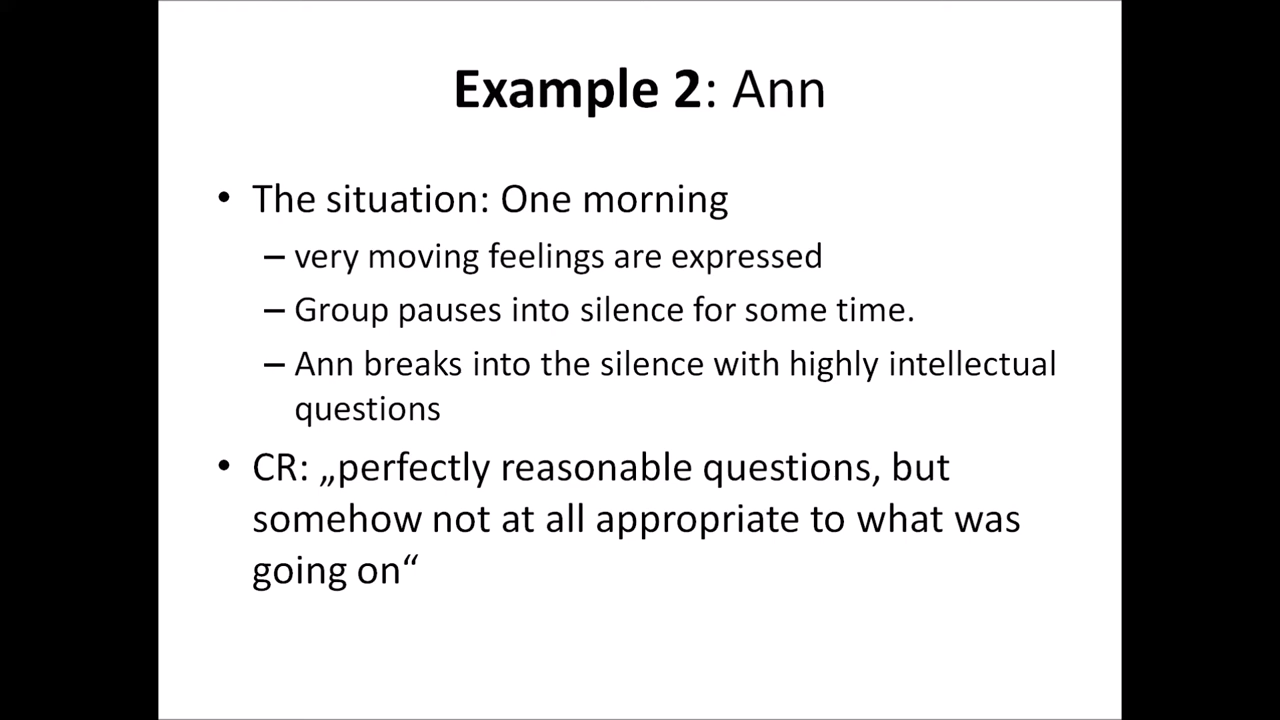 Example 2: Ann
• The situation: One morning
– very moving feelings are expressed
– Group pauses into silence for some time.
– Ann breaks into the silence with highly intellectual
questions
• CR: „perfectly reasonable questions, but
somehow not at all appropriate to what was
going on“